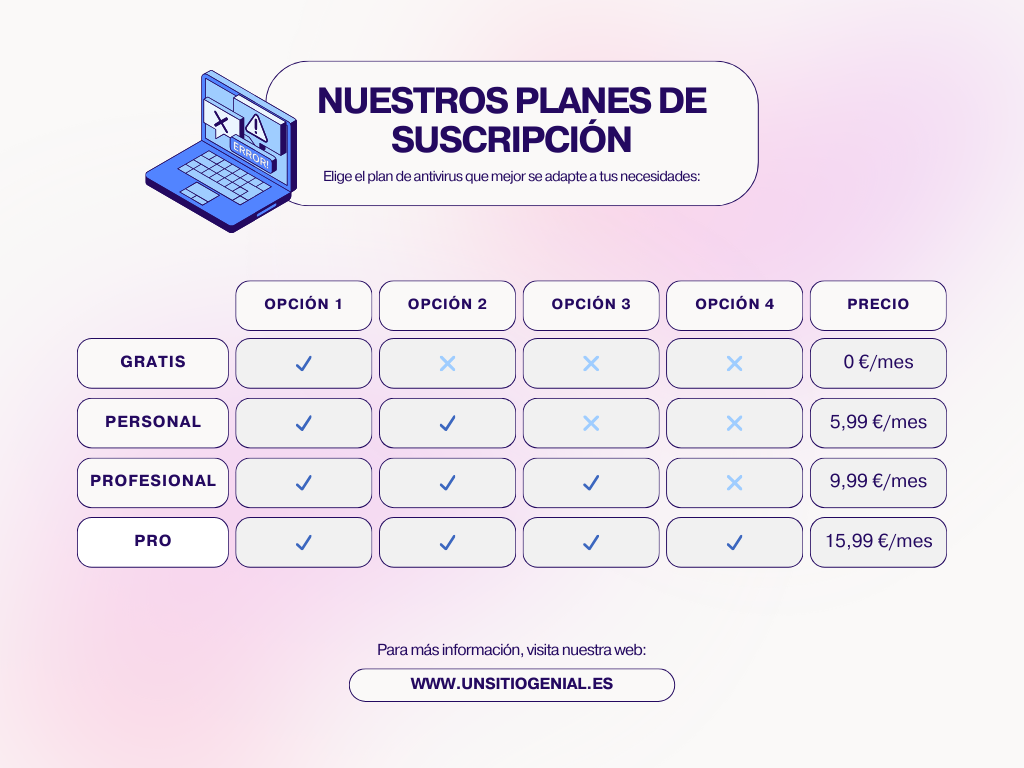 NUESTROS PLANES DE
SUSCRIPCIÓN
Elige el plan de antivirus que mejor se adapte a tus necesidades:
ERROR!
OPCIÓN 1 OPCIÓN 2 OPCIÓN 3 OPCIÓN 4 PRECIO
GRATIS 0 €/mes
PERSONAL 5,99 €/mes
PROFESIONAL 9,99 €/mes
PRO 15,99 €/mes
Para más información, visita nuestra web:
WWW.UNSITIOGENIAL.ES